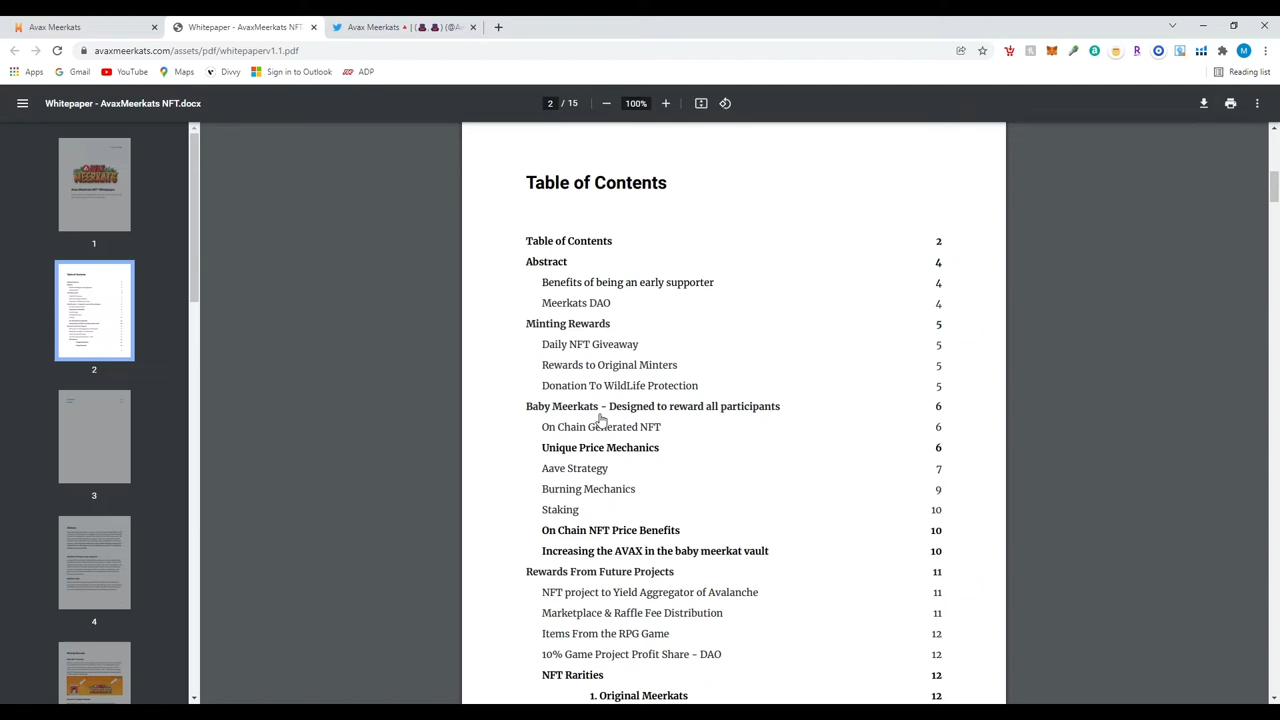 Avax Meerkats
Whitepaper - AvaxMeerkats NFT
Avax Meerkats
avaxmeerkats.com/assets/pdf/whitepaperv1.1.pdf
Apps
Gmail
YouTube
Maps
Divvy
Sign in to Outlook
ADP
Reading list
Whitepaper - AvaxMeerkats NFT.docx
2 / 15
100%
1
2
3
4
Table of Contents
Table of Contents 2
Abstract 4
Benefits of being an early supporter 4
Meerkats DAO 4
Minting Rewards 5
Daily NFT Giveaway 5
Rewards to Original Minters 5
Donation To WildLife Protection 5
Baby Meerkats - Designed to reward all participants 6
On Chain Generated NFT 6
Unique Price Mechanics 6
Aave Strategy 7
Burning Mechanics 9
Staking 10
On Chain NFT Price Benefits 10
Increasing the AVAX in the baby meerkat vault 10
Rewards From Future Projects 11
NFT project to Yield Aggregator of Avalanche 11
Marketplace & Raffle Fee Distribution 11
Items From the RPG Game 12
10% Game Project Profit Share - DAO 12
NFT Rarities 12
1. Original Meerkats 12